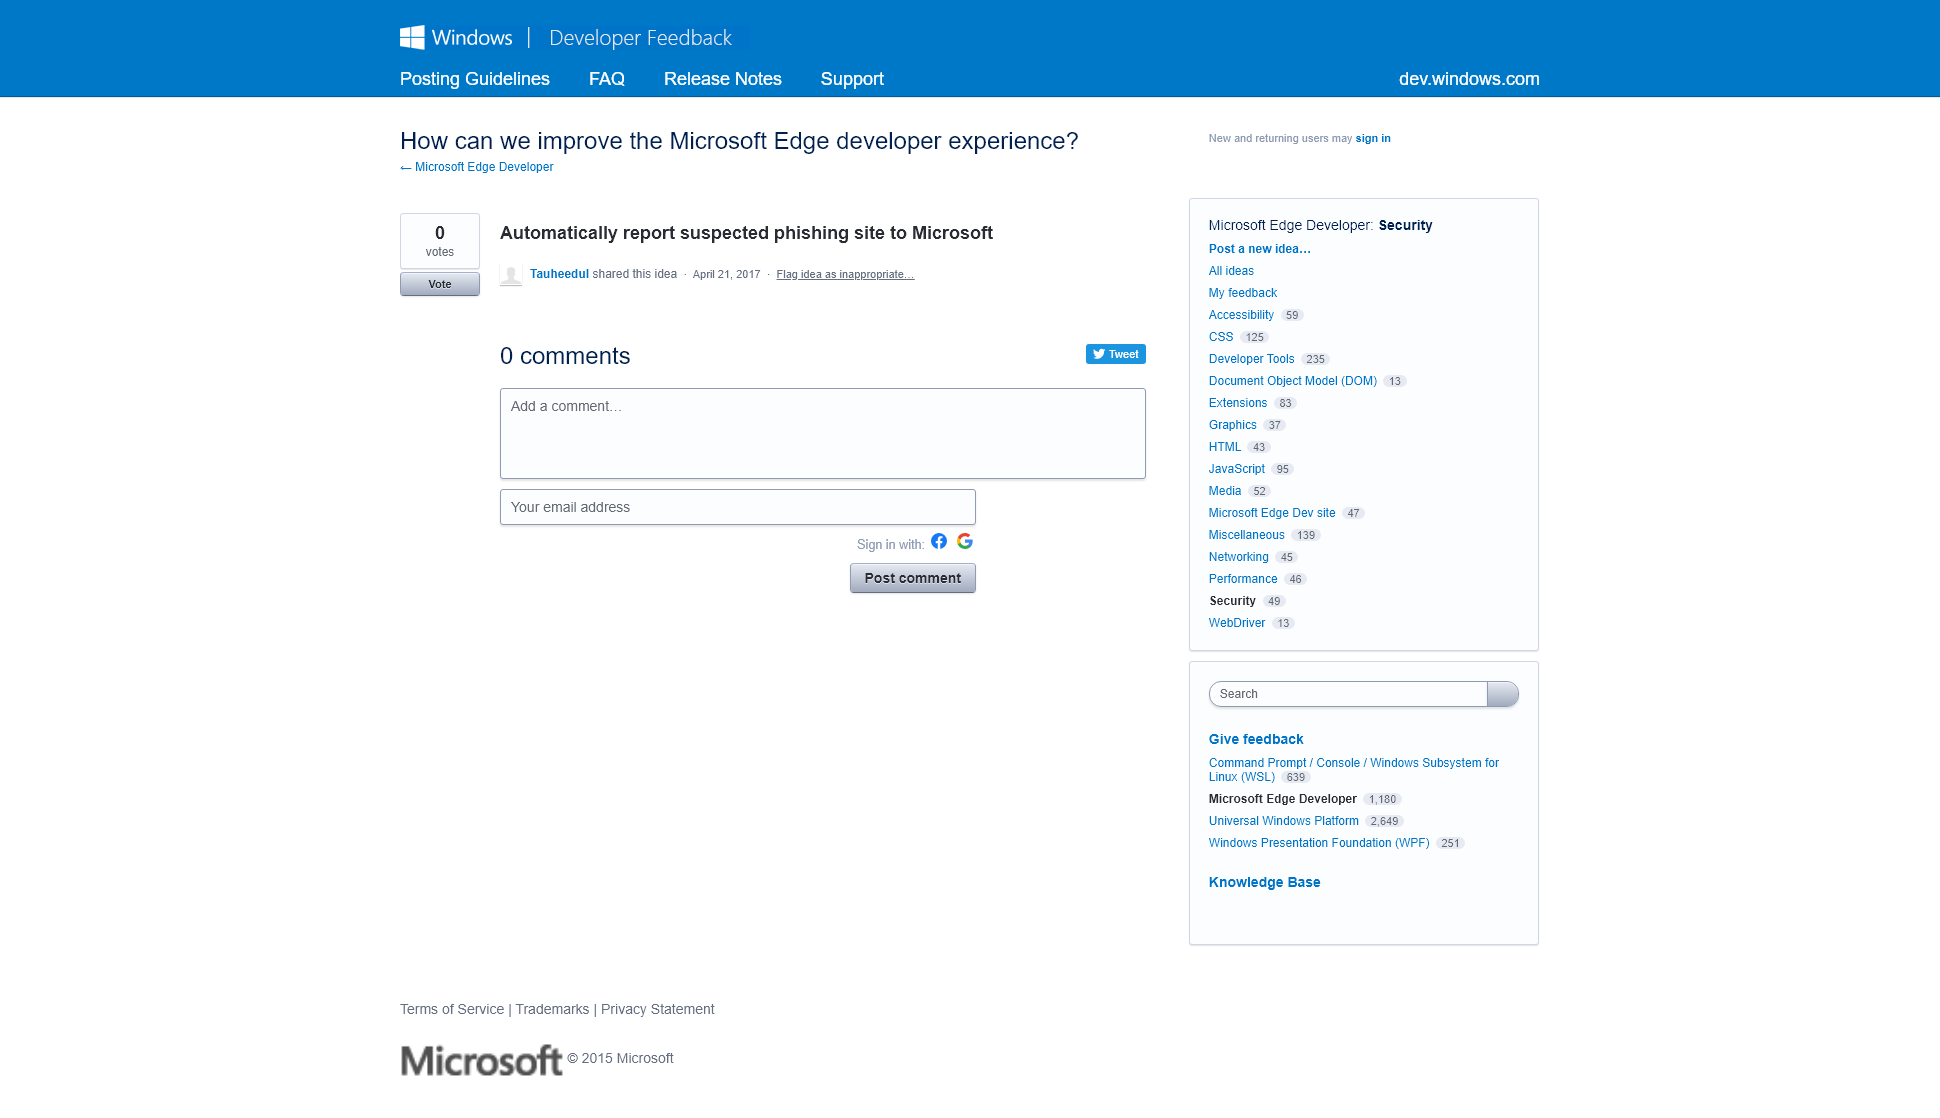 Windows | Developer Feedback
Posting Guidelines FAQ Release Notes Support dev.windows.com
How can we improve the Microsoft Edge developer experience?
← Microsoft Edge Developer
New and returning users may sign in
0
votes
Vote
Automatically report suspected phishing site to Microsoft
Tauheedul shared this idea · April 21, 2017 · Flag idea as inappropriate…
0 comments
Tweet
Add a comment…
Your email address
Sign in with:
Post comment
Microsoft Edge Developer: Security
Post a new idea…
All ideas
My feedback
Accessibility 59
CSS 125
Developer Tools 235
Document Object Model (DOM) 13
Extensions 83
Graphics 37
HTML 43
JavaScript 95
Media 52
Microsoft Edge Dev site 47
Miscellaneous 139
Networking 45
Performance 46
Security 49
WebDriver 13
Search
Give feedback
Command Prompt / Console / Windows Subsystem for
Linux (WSL) 639
Microsoft Edge Developer 1,180
Universal Windows Platform 2,649
Windows Presentation Foundation (WPF) 251
Knowledge Base
Terms of Service | Trademarks | Privacy Statement
Microsoft © 2015 Microsoft